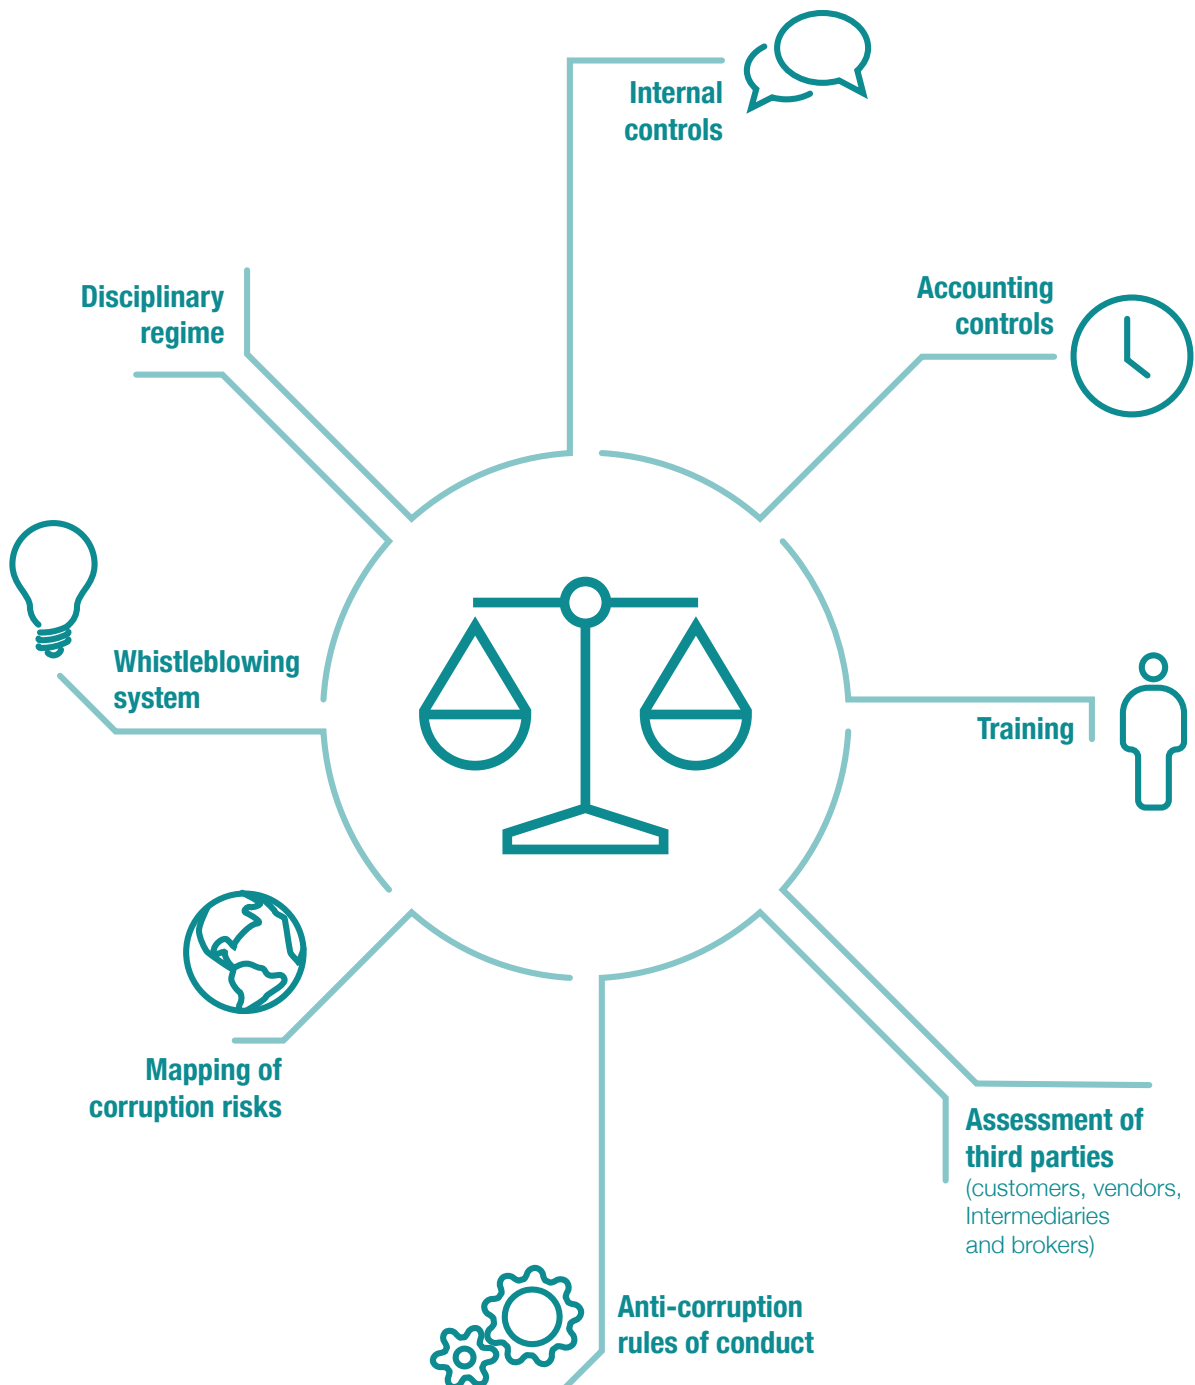 Internal
controls
Disciplinary
regime
Accounting
controls
Whistleblowing
system
Training
Mapping of
corruption risks
Assessment of
third parties
(customers, vendors,
Intermediaries
and brokers)
Anti-corruption
rules of conduct